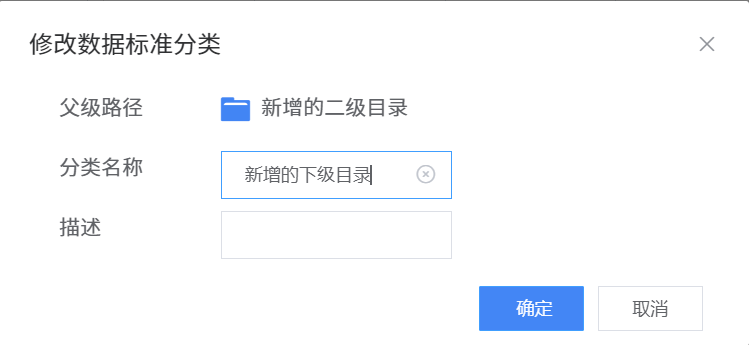 修改数据标准分类
父级路径 新增的二级目录
分类名称 新增的下级目录
描述
确定 取消